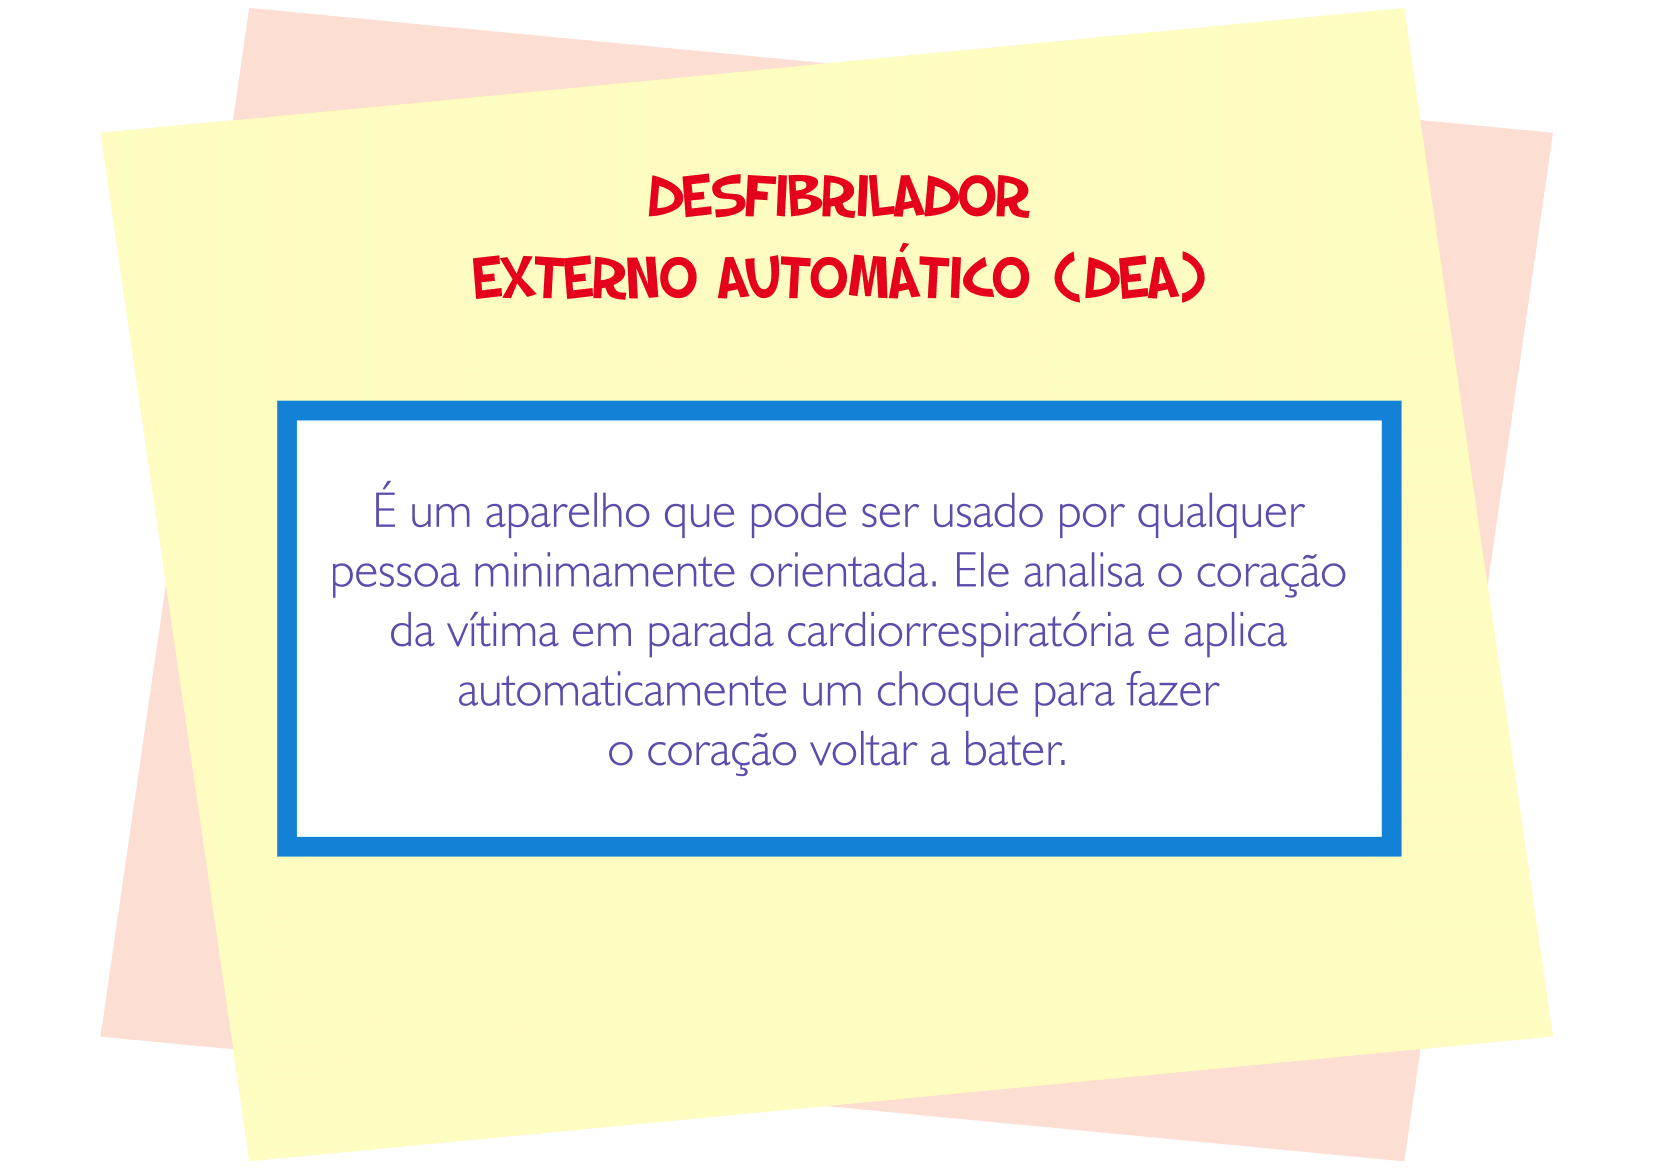 DESFIBRILADOR
EXTERNO AUTOMÁTICO (DEA)
É um aparelho que pode ser usado por qualquer
pessoa minimamente orientada. Ele analisa o coração
da vítima em parada cardiorrespiratória e aplica
automaticamente um choque para fazer
o coração voltar a bater.